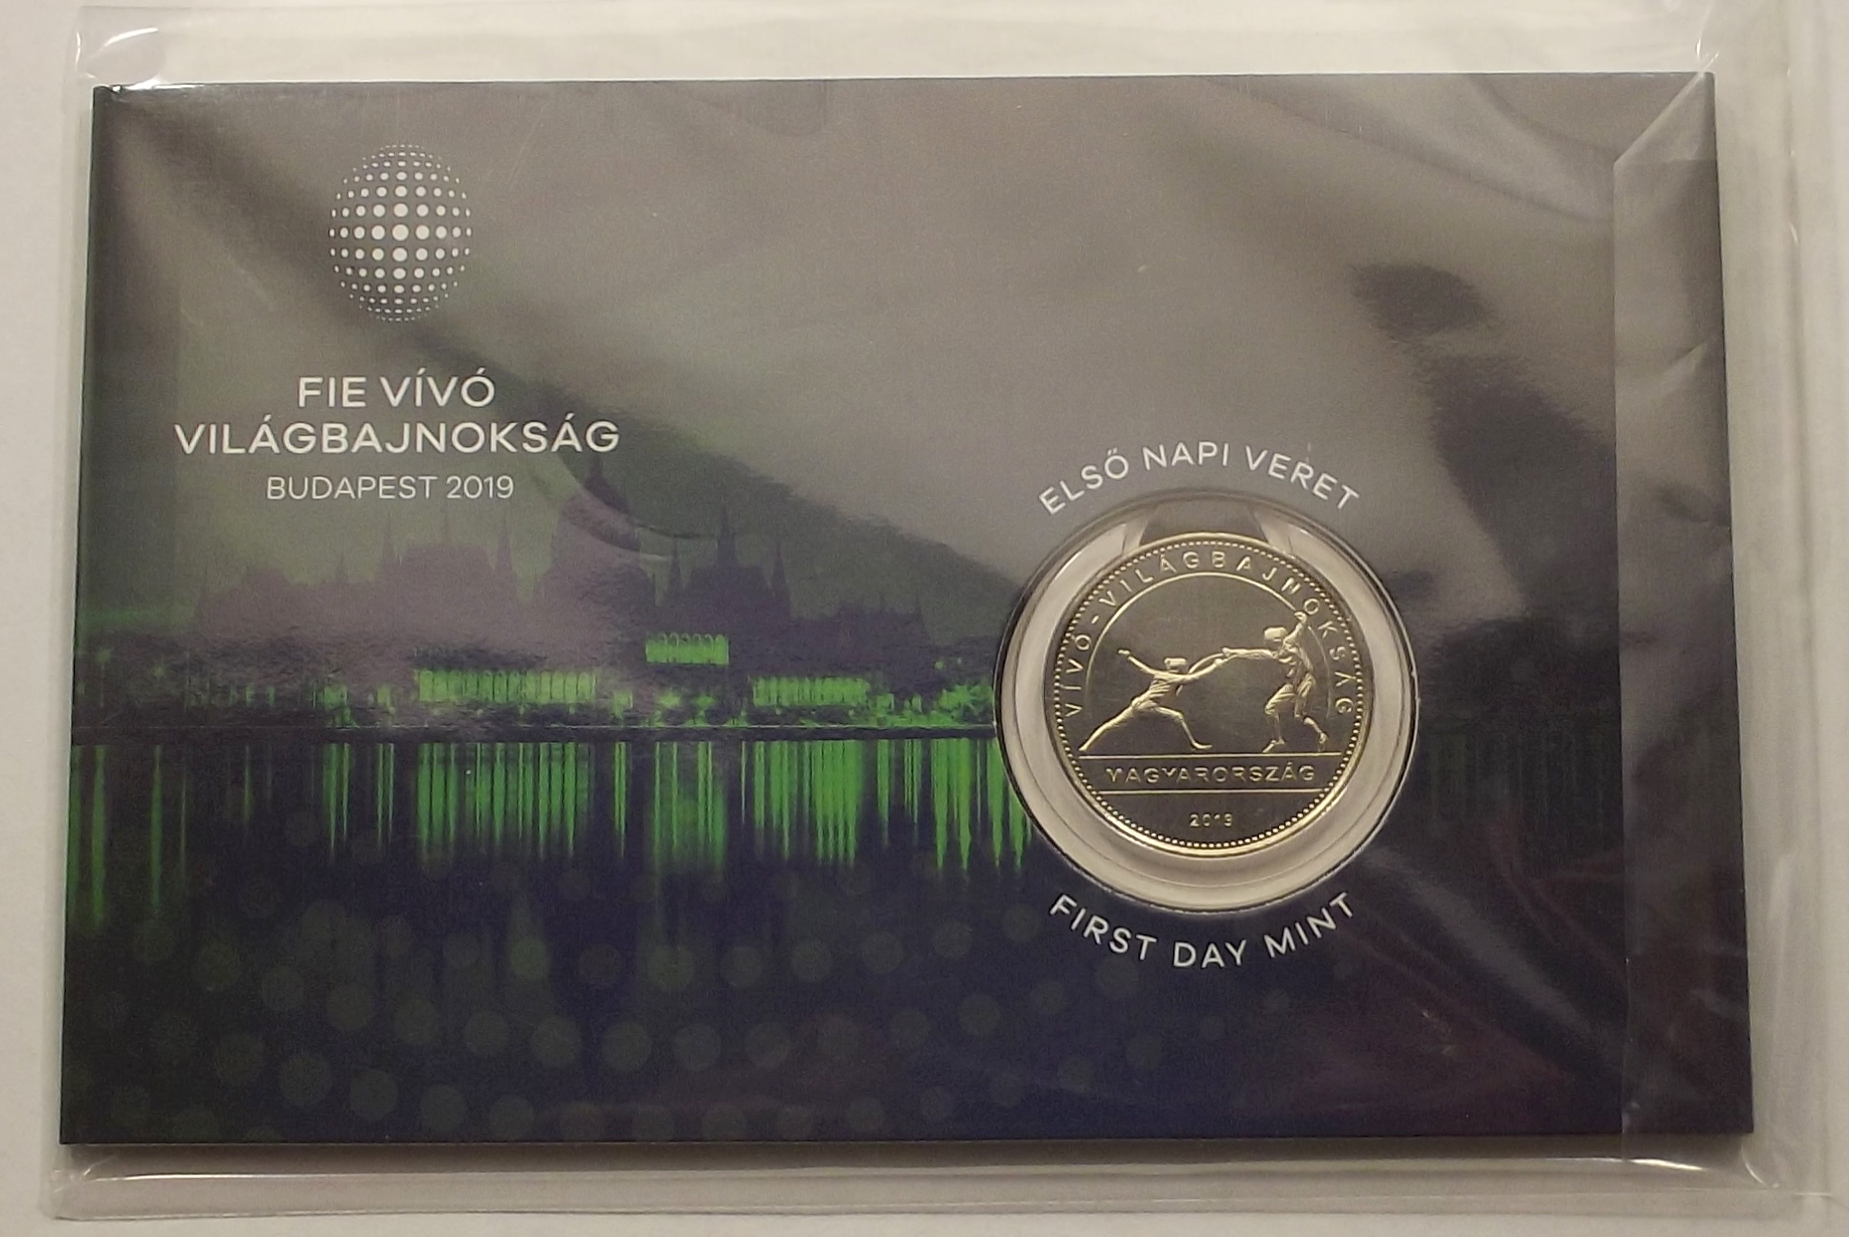 FIE VÍVÓ
VILÁGBAJNOKSÁG
BUDAPEST 2019
ELSŐ NAPI VERET
VÍVÓ-VILÁGBAJNOKSÁG
MAGYARORSZÁG
2019
FIRST DAY MINT